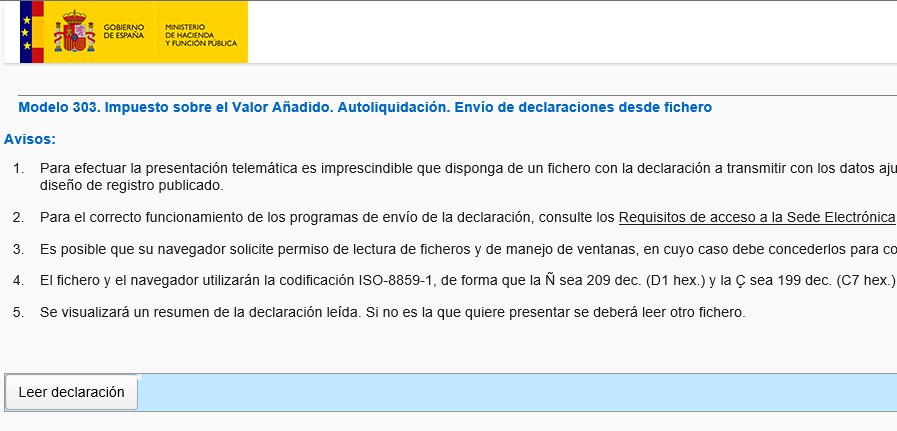 GOBIERNO
DE ESPAÑA
MINISTERIO
DE HACIENDA
Y FUNCIÓN PÚBLICA
Modelo 303. Impuesto sobre el Valor Añadido. Autoliquidación. Envío de declaraciones desde fichero
Avisos:
1. Para efectuar la presentación telemática es imprescindible que disponga de un fichero con la declaración a transmitir con los datos aju
diseño de registro publicado.
2. Para el correcto funcionamiento de los programas de envío de la declaración, consulte los Requisitos de acceso a la Sede Electrónica
3. Es posible que su navegador solicite permiso de lectura de ficheros y de manejo de ventanas, en cuyo caso debe concederlos para co
4. El fichero y el navegador utilizarán la codificación ISO-8859-1, de forma que la Ñ sea 209 dec. (D1 hex.) y la Ç sea 199 dec. (C7 hex.)
5. Se visualizará un resumen de la declaración leída. Si no es la que quiere presentar se deberá leer otro fichero.
Leer declaración